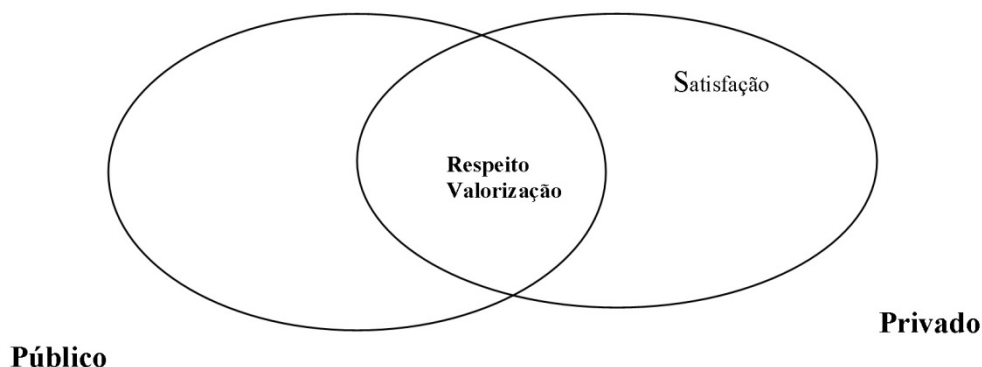 Satisfação
Respeito
Valorização
Privado
Público